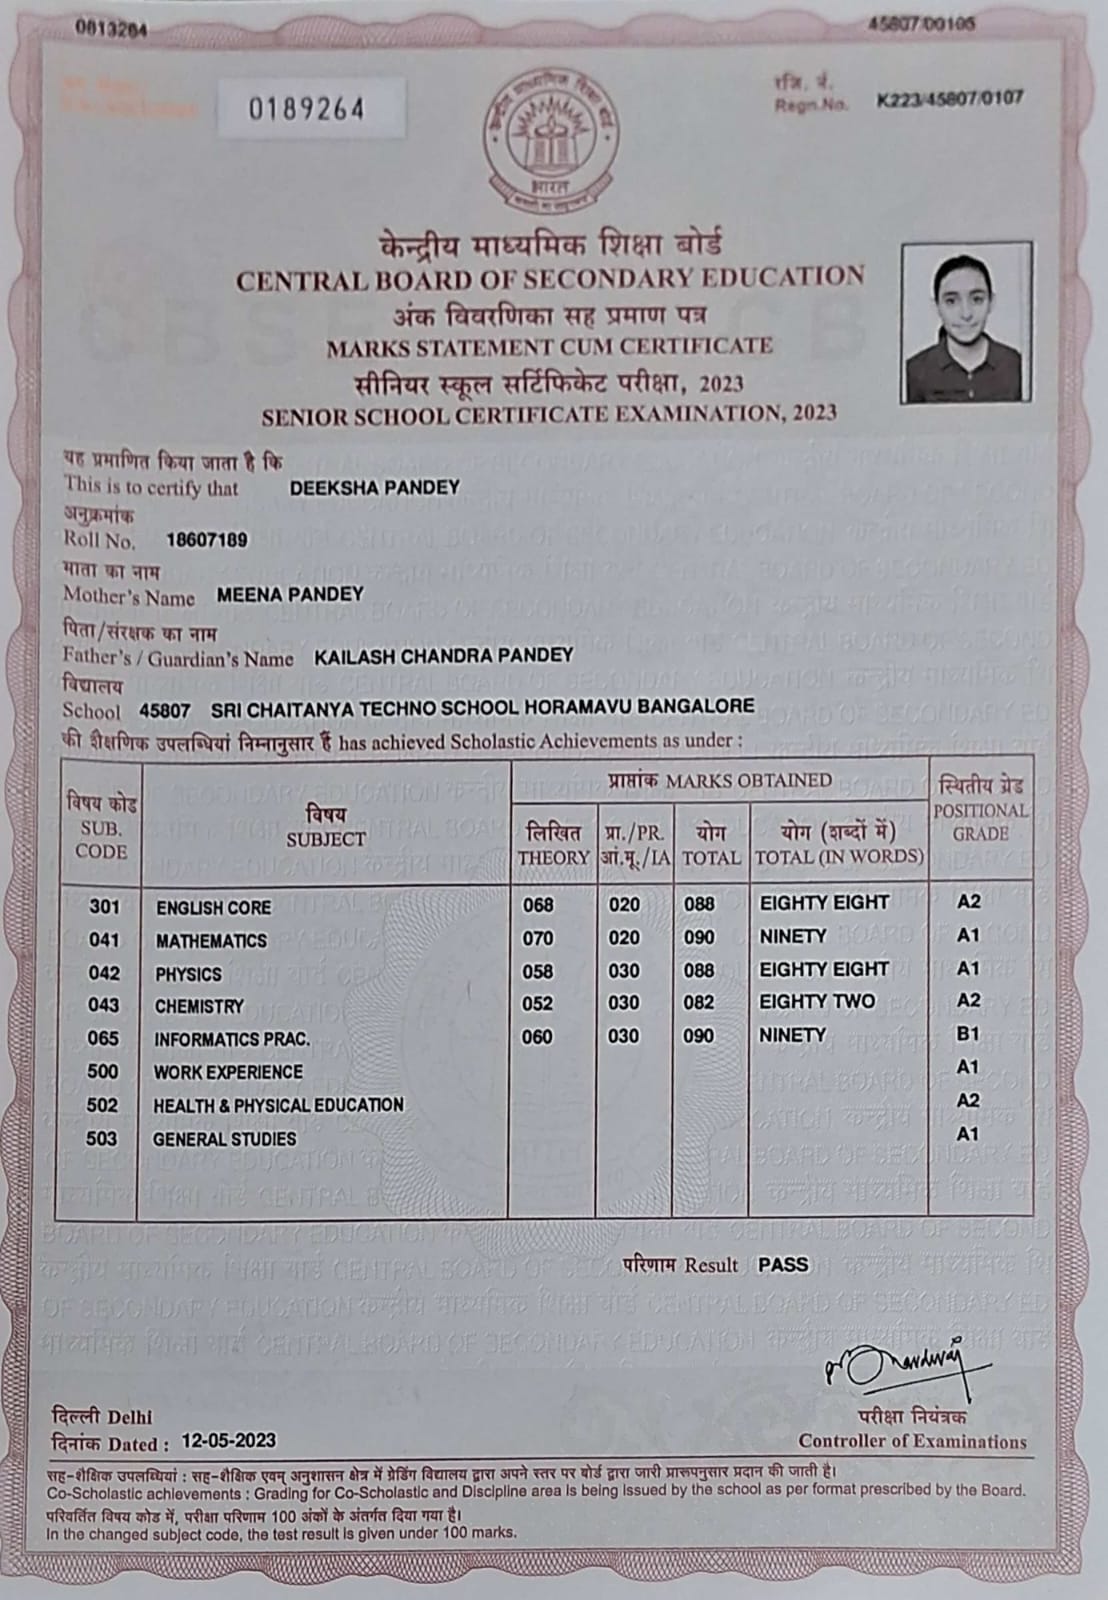 0013264
45807/00105
0189264
रजि. नं.
Regn.No. K223/45807/0107
भारत
केन्द्रीय माध्यमिक शिक्षा बोर्ड
CENTRAL BOARD OF SECONDARY EDUCATION
अंक विवरणिका सह प्रमाण पत्र
MARKS STATEMENT CUM CERTIFICATE
सीनियर स्कूल सर्टिफिकेट परीक्षा, 2023
SENIOR SCHOOL CERTIFICATE EXAMINATION, 2023
यह प्रमाणित किया जाता है कि
This is to certify that DEEKSHA PANDEY
अनुक्रमांक
Roll No. 18607189
माता का नाम
Mother's Name MEENA PANDEY
पिता/संरक्षक का नाम
Father's / Guardian's Name KAILASH CHANDRA PANDEY
विद्यालय
School 45807 SRI CHAITANYA TECHNO SCHOOL HORAMAVU BANGALORE
की शैक्षणिक उपलब्धियां निम्नानुसार हैं has achieved Scholastic Achievements as under :
विषय कोड
SUB.
CODE
विषय
SUBJECT
प्राप्तांक MARKS OBTAINED
लिखित
THEORY
प्रा./PR.
आं.मू./IA
योग
TOTAL
योग (शब्दों में)
TOTAL (IN WORDS)
स्थितीय ग्रेड
POSITIONAL
GRADE
301 ENGLISH CORE 068 020 088 EIGHTY EIGHT A2
041 MATHEMATICS 070 020 090 NINETY A1
042 PHYSICS 058 030 088 EIGHTY EIGHT A1
043 CHEMISTRY 052 030 082 EIGHTY TWO A2
065 INFORMATICS PRAC. 060 030 090 NINETY B1
500 WORK EXPERIENCE A1
502 HEALTH & PHYSICAL EDUCATION A2
503 GENERAL STUDIES A1
परिणाम Result PASS
दिल्ली Delhi
दिनांक Dated : 12-05-2023
परीक्षा नियंत्रक
Controller of Examinations
सह-शैक्षिक उपलब्धियां : सह-शैक्षिक एवम् अनुशासन क्षेत्र में ग्रेडिंग विद्यालय द्वारा अपने स्तर पर बोर्ड द्वारा जारी प्रारूपनुसार प्रदान की जाती है।
Co-Scholastic achievements : Grading for Co-Scholastic and Discipline area is being issued by the school as per format prescribed by the Board.
परिवर्तित विषय कोड में, परीक्षा परिणाम 100 अंकों के अंतर्गत दिया गया है।
In the changed subject code, the test result is given under 100 marks.